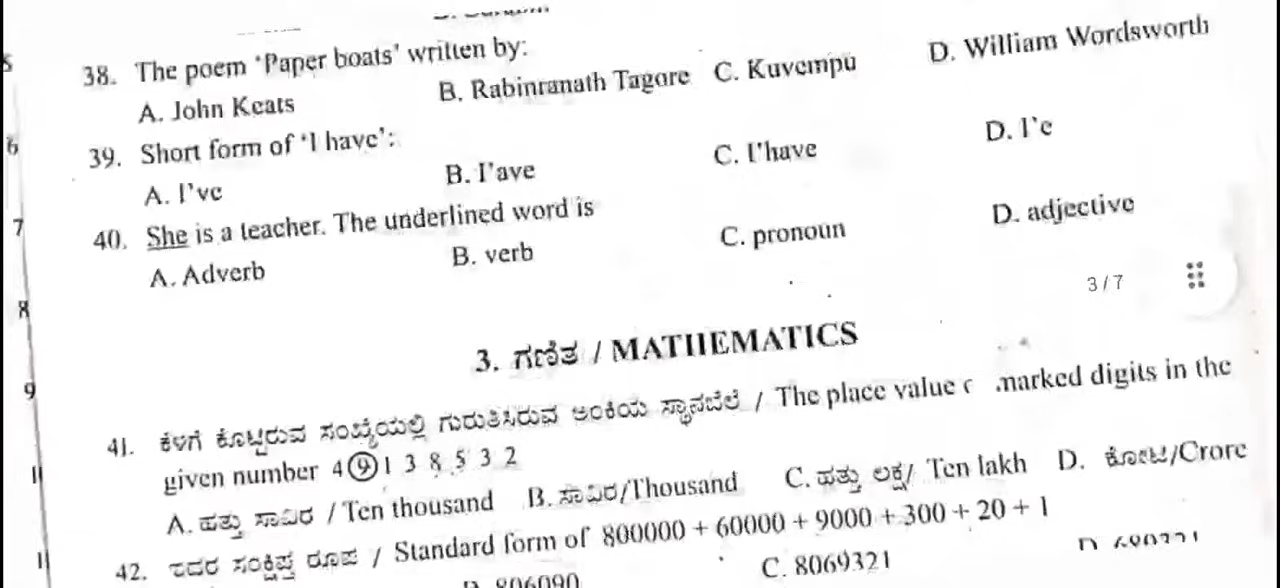 38. The poem 'Paper boats' written by:
A. John Keats B. Rabinranath Tagore C. Kuvempu D. William Wordsworth
39. Short form of 'I have':
A. I've B. I'ave C. I'have D. I'e
40. She is a teacher. The underlined word is
A. Adverb B. verb C. pronoun D. adjective
3 / 7
3. ಗಣಿತ / MATHEMATICS
41. ಕೆಳಗೆ ಕೊಟ್ಟಿರುವ ಸಂಖ್ಯೆಯಲ್ಲಿ ಗುರುತಿಸಿರುವ ಅಂಕಿಯ ಸ್ಥಾನಬೆಲೆ / The place value marked digits in the
given number 4 9 1 3 8 5 3 2
A. ಹತ್ತು ಸಾವಿರ / Ten thousand B. ಸಾವಿರ/Thousand C. ಹತ್ತು ಲಕ್ಷ/ Ten lakh D. ಕೋಟಿ/Crore
42. ಇದರ ಸಂಕ್ಷಿಪ್ತ ರೂಪ / Standard form of 800000 + 60000 + 9000 + 300 + 20 + 1
C. 8069321